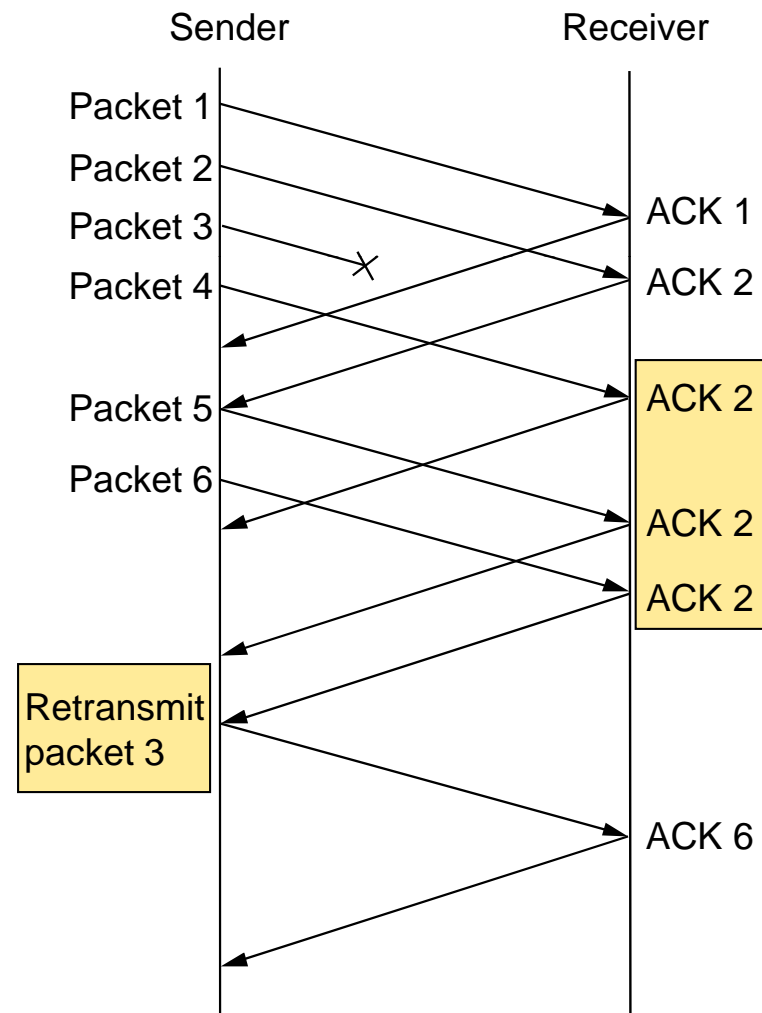 Sender
Receiver
Packet 1
Packet 2
ACK 1
Packet 3
ACK 2
Packet 4
ACK 2
Packet 5
Packet 6
ACK 2
ACK 2
Retransmit
packet 3
ACK 6